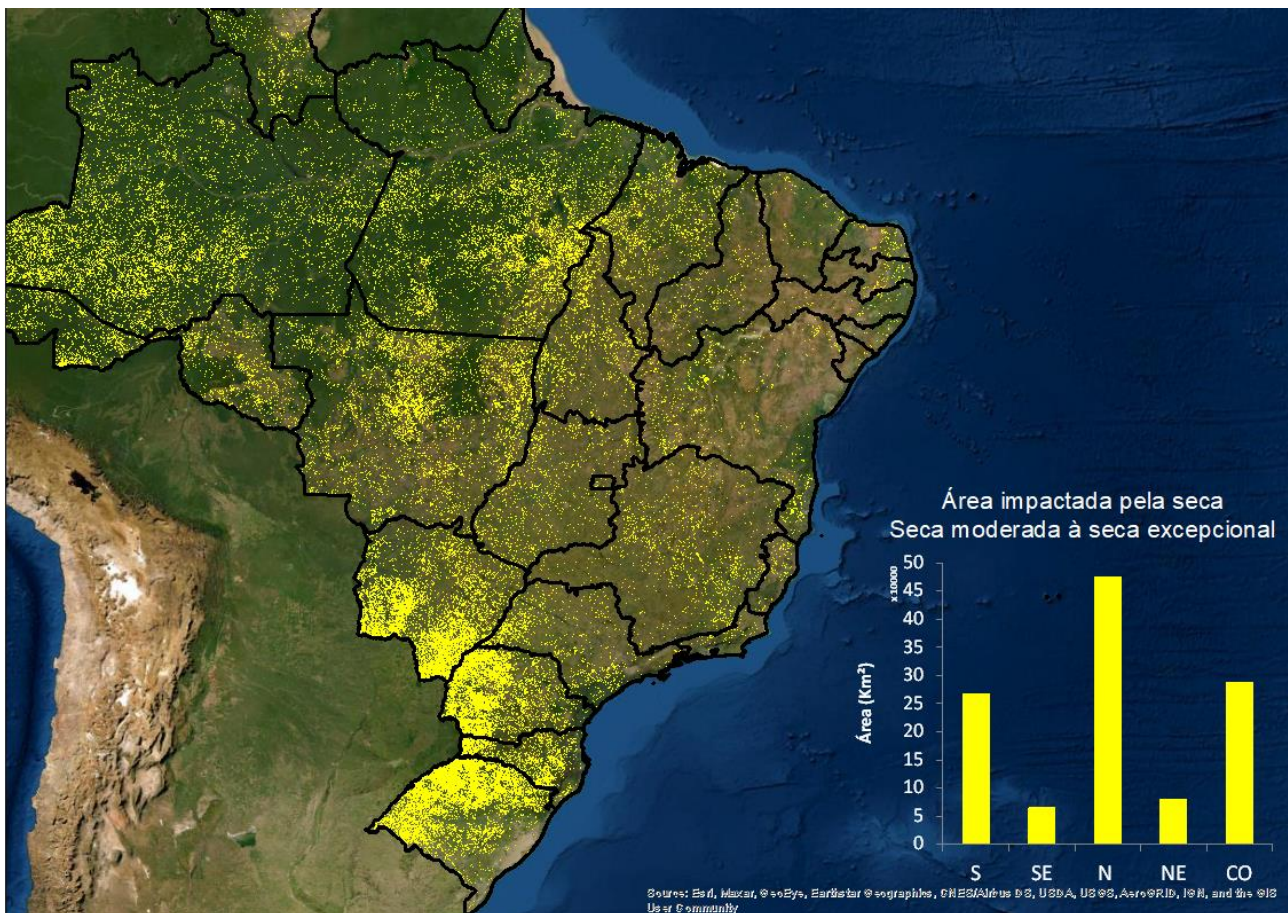 Área impactada pela seca
Seca moderada à seca excepcional
x10000
50
45
40
35
30
25
20
15
10
5
0
Área (Km²)
S SE N NE CO
Source: Esri, Maxar, GeoEye, Earthstar Geographics, CNES/Airbus DS, USDA, USGS, AeroGRID, IGN, and the GIS
User Community